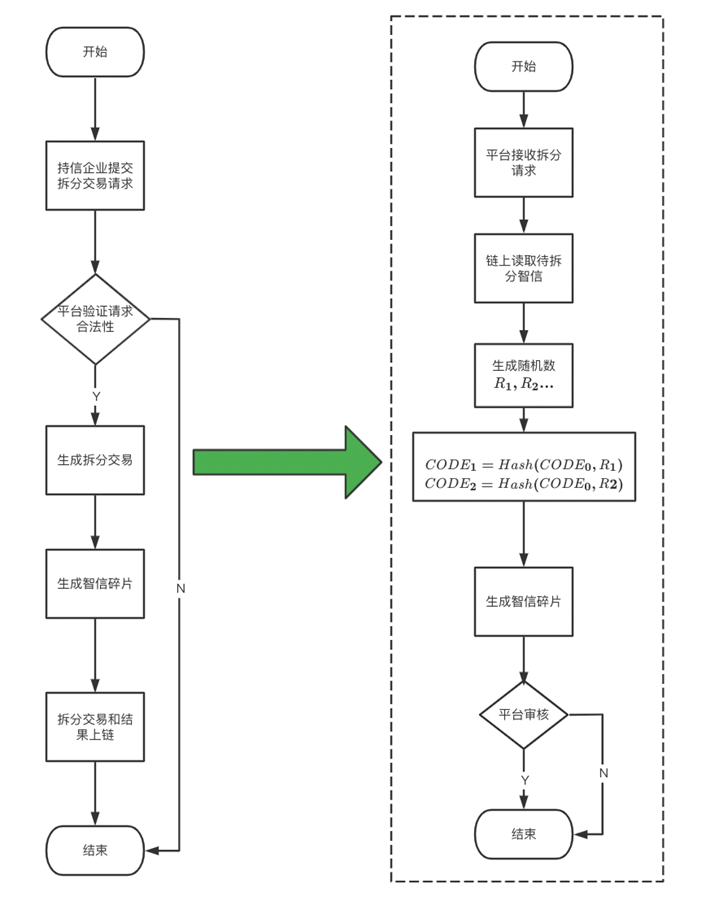 开始
持信企业提交
拆分交易请求
平台验证请求
合法性
Y
生成拆分交易
生成智信碎片
N
拆分交易和结
果上链
结束
开始
平台接收拆分
请求
链上读取待拆
分智信
生成随机数
R₁, R₂...
CODE₁ = Hash(CODE₀, R₁)
CODE₂ = Hash(CODE₀, R2)
生成智信碎片
平台审核
Y
N
结束